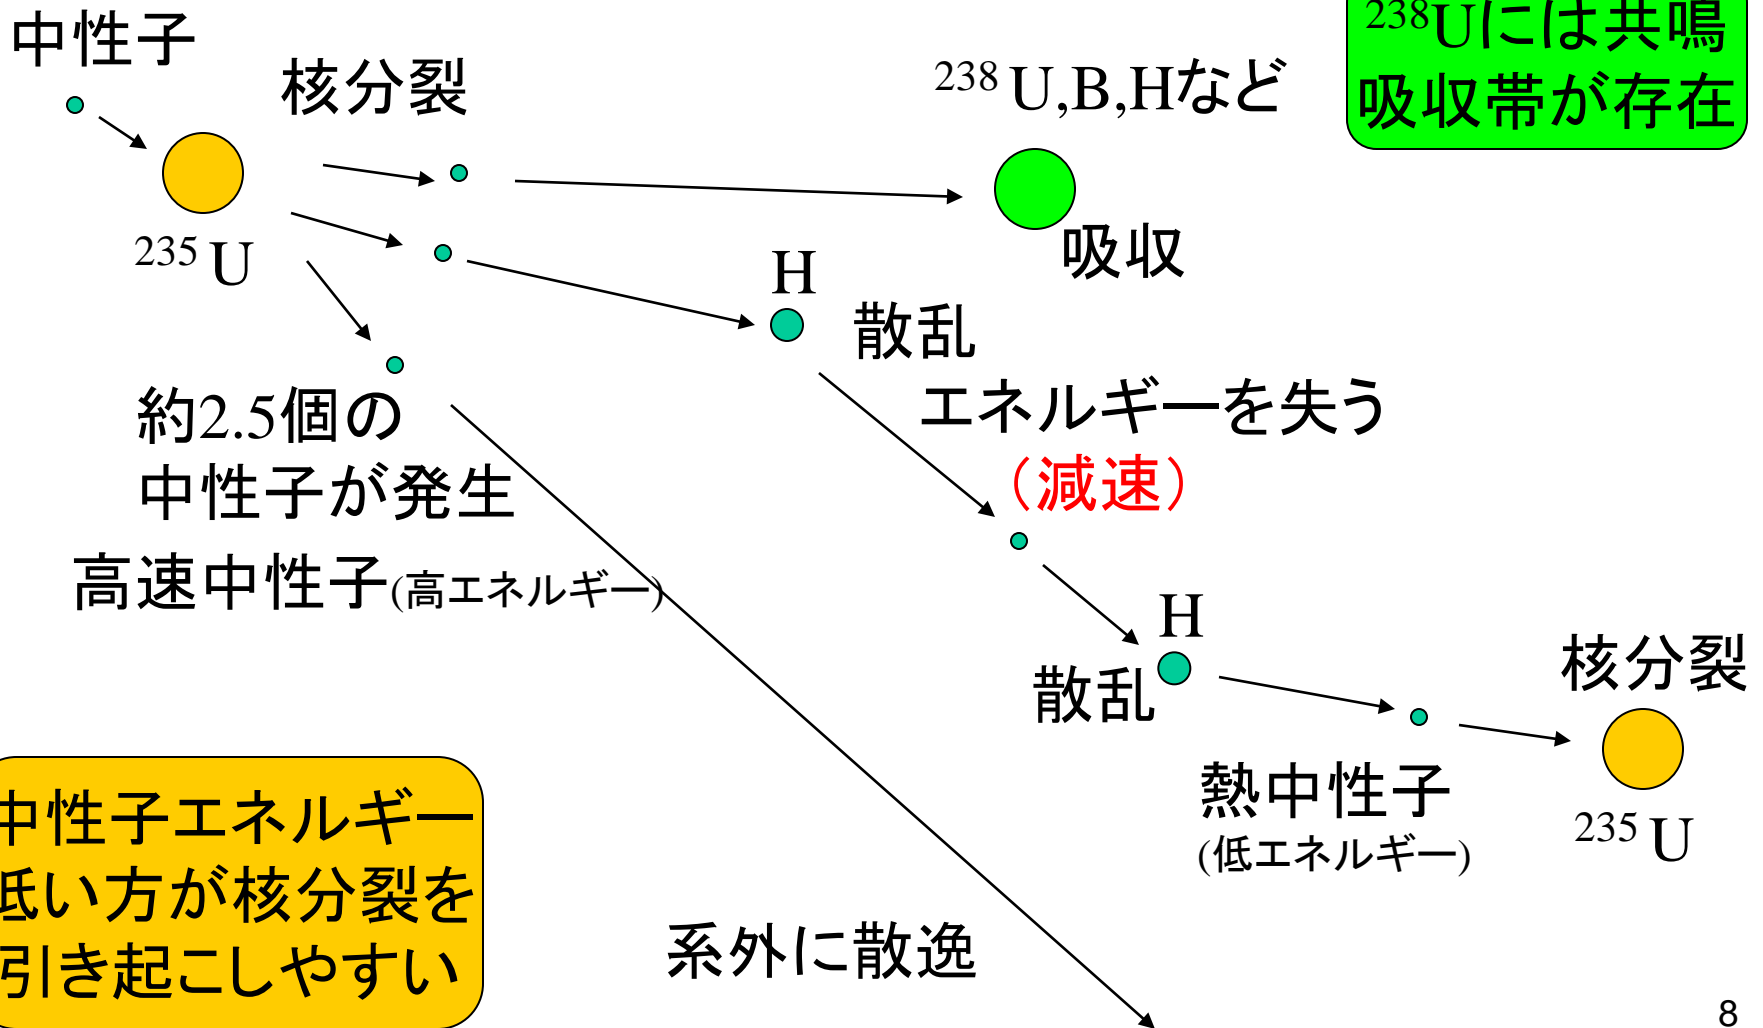 中性子
核分裂
²³⁸U,B,Hなど
²³⁸Uには共鳴
吸収帯が存在
²³⁵U
吸収
H
散乱
エネルギーを失う
（減速）
約2.5個の
中性子が発生
高速中性子(高エネルギー)
H
散乱
核分裂
熱中性子
(低エネルギー)
²³⁵U
中性子エネルギー
低い方が核分裂を
引き起こしやすい
系外に散逸
8